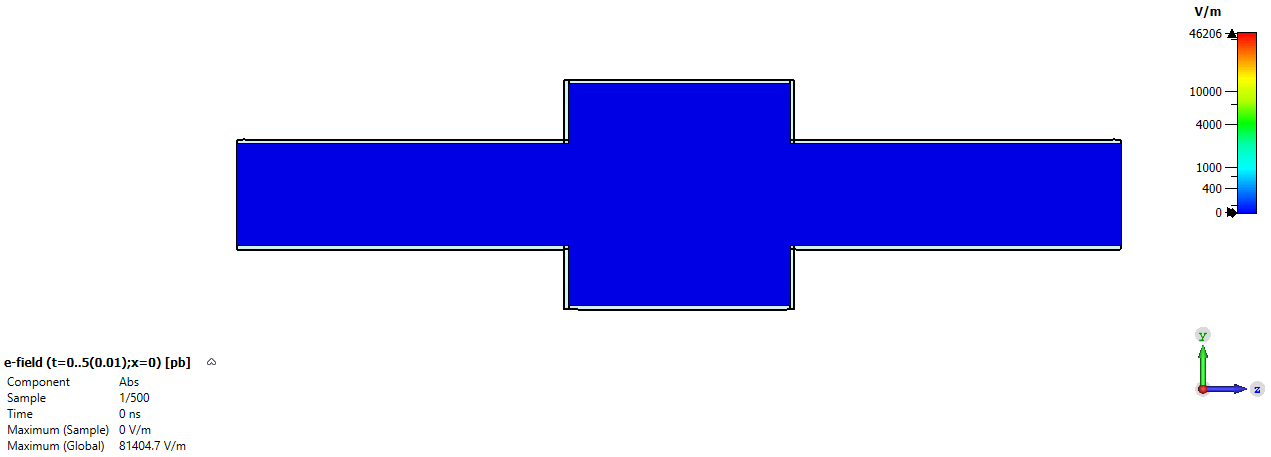 V/m
46206
10000
4000
1000
400
0
e-field (t=0..5(0.01);x=0) [pb]
Component Abs
Sample 1/500
Time 0 ns
Maximum (Sample) 0 V/m
Maximum (Global) 81404.7 V/m
Y
z